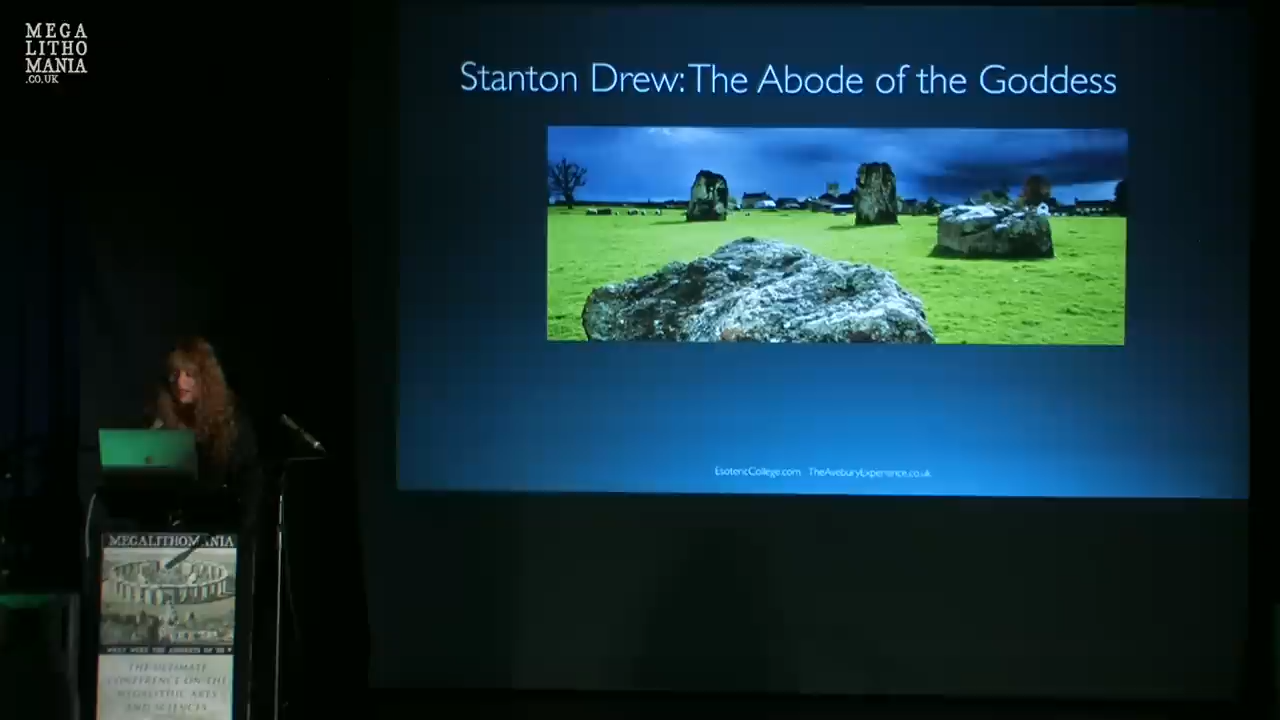 MEGA
LITHO
MANIA
.CO.UK
Stanton Drew: The Abode of the Goddess
EsotericCollege.com TheAveburyExperience.co.uk
MEGALITHOMANIA
THE ULTIMATE
CONFERENCE ON THE
MEGALITHIC ARTS
AND SCIENCES